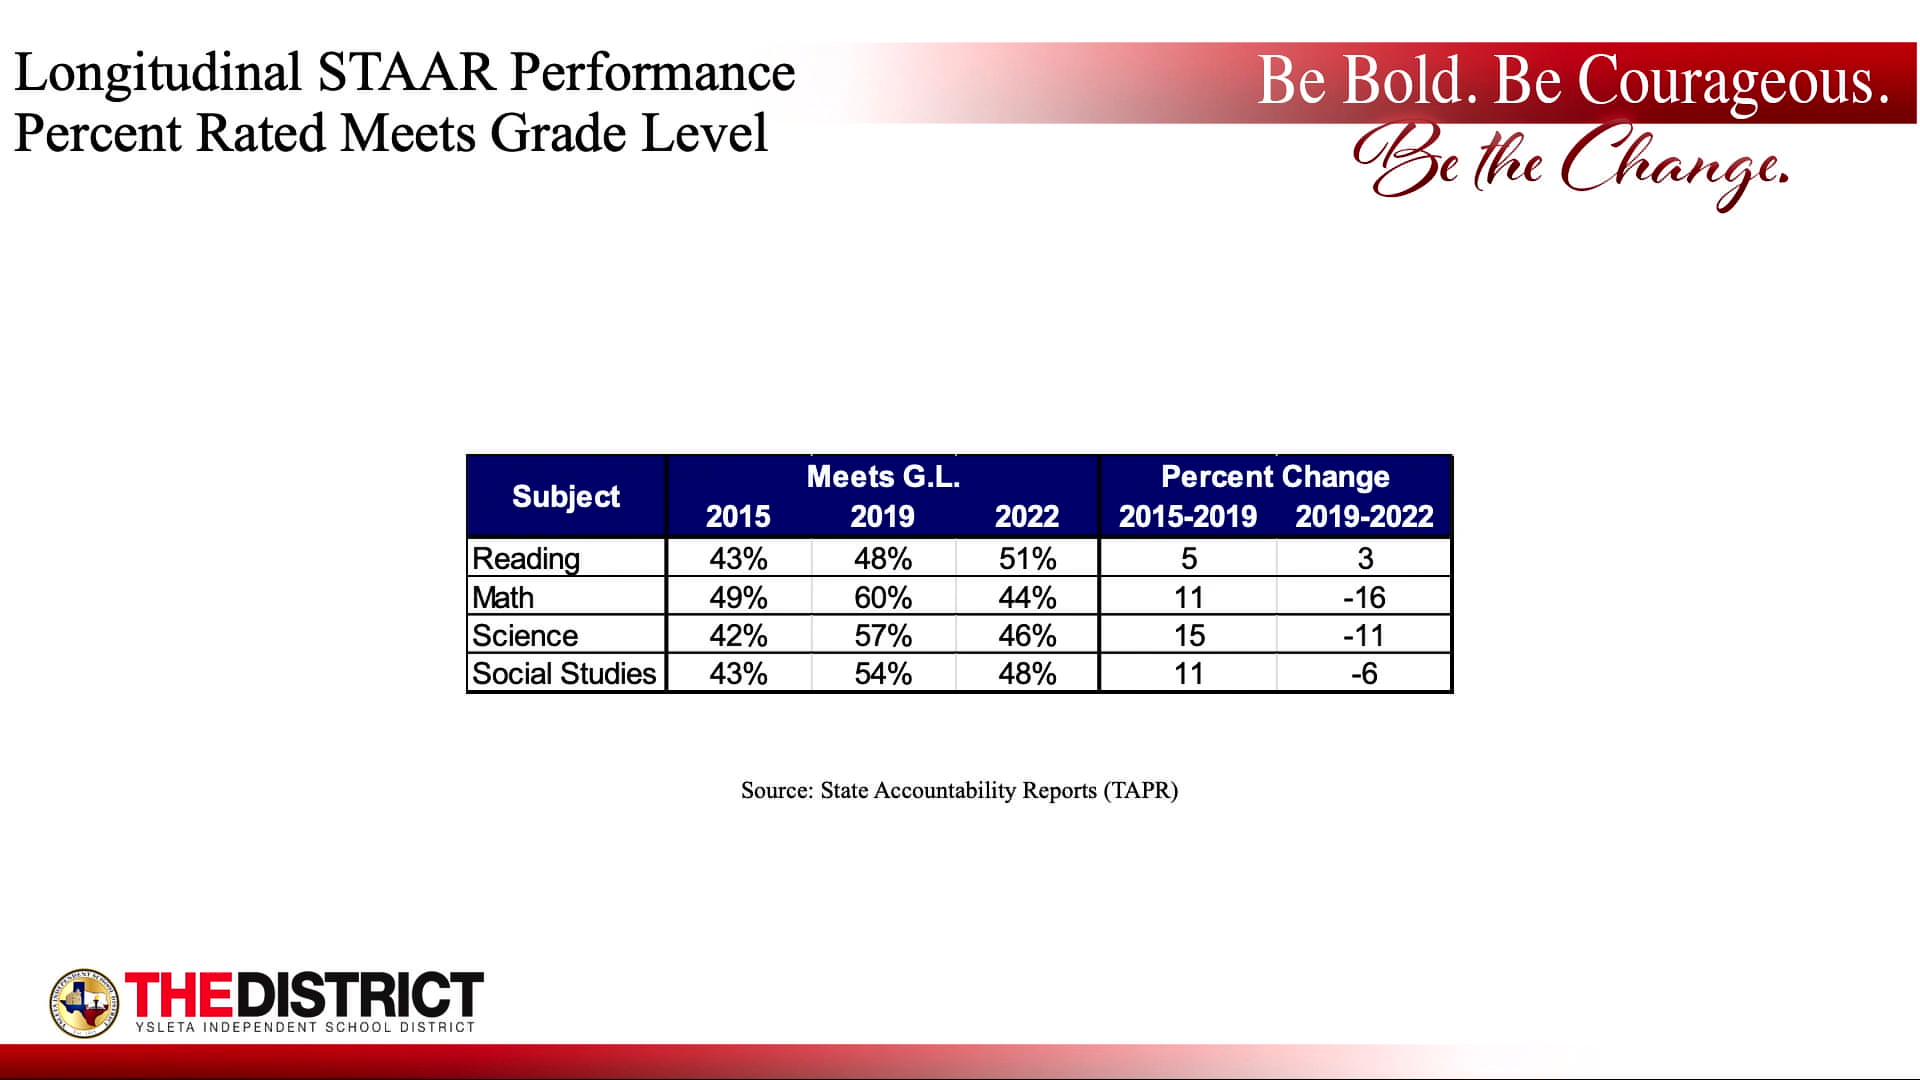 Longitudinal STAAR Performance
Percent Rated Meets Grade Level
Be Bold. Be Courageous.
Be the Change.
Subject Meets G.L. Percent Change
2015 2019 2022 2015-2019 2019-2022
Reading 43% 48% 51% 5 3
Math 49% 60% 44% 11 -16
Science 42% 57% 46% 15 -11
Social Studies 43% 54% 48% 11 -6
Source: State Accountability Reports (TAPR)
THEDISTRICT
YSLETA INDEPENDENT SCHOOL DISTRICT